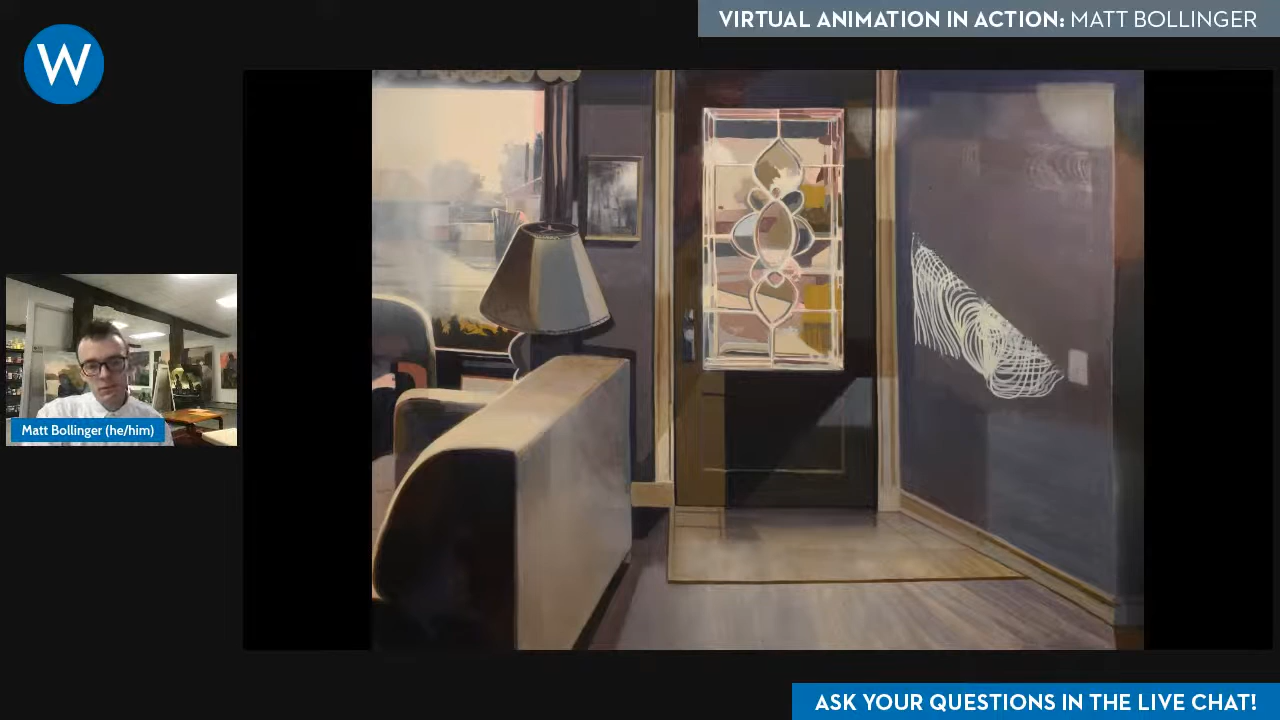 VIRTUAL ANIMATION IN ACTION: MATT BOLLINGER
W
Matt Bollinger (he/him)
ASK YOUR QUESTIONS IN THE LIVE CHAT!